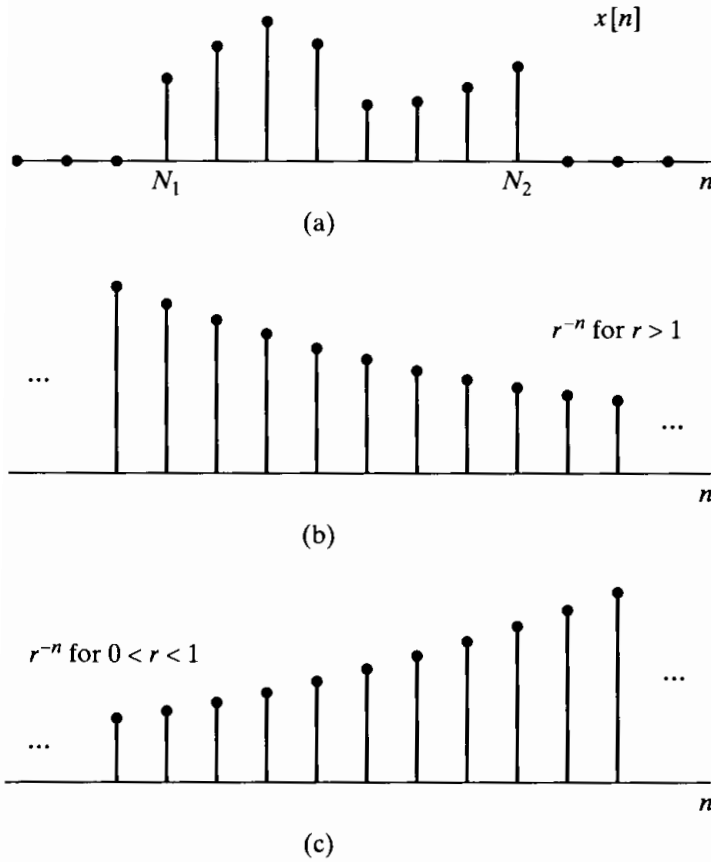 x[n]
N₁ N₂ n
(a)
r⁻ⁿ for r > 1
... ...
n
(b)
r⁻ⁿ for 0 < r < 1
... ...
n
(c)